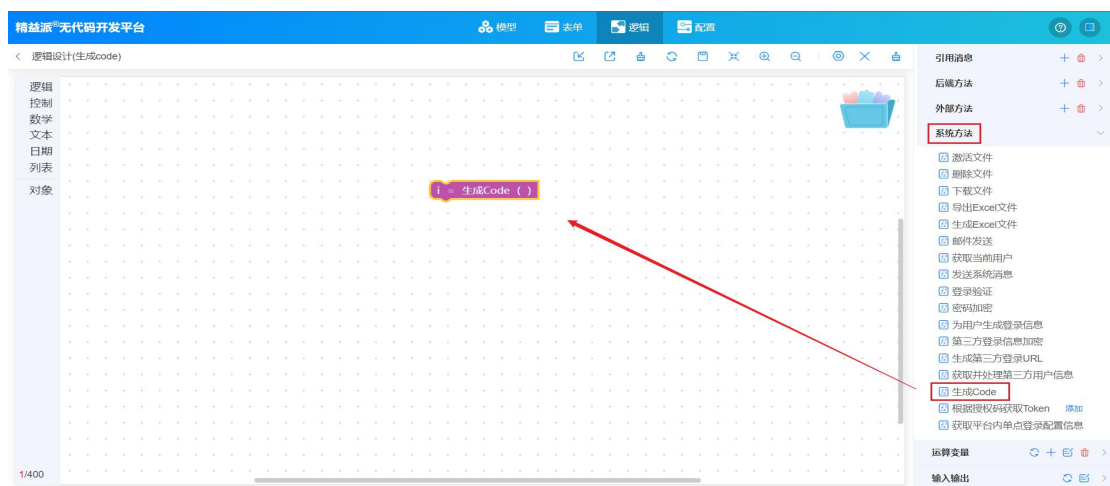 精益派®无代码开发平台
模型
表单
逻辑
配置
< 逻辑设计(生成code)
逻辑
控制
数学
文本
日期
列表
对象
i = 生成Code ( )
1/400
引用消息
后端方法
外部方法
系统方法
激活文件
删除文件
下载文件
导出Excel文件
生成Excel文件
邮件发送
获取当前用户
发送系统消息
登录验证
密码加密
为用户生成登录信息
第三方登录信息加密
生成第三方登录URL
获取并处理第三方用户信息
生成Code
根据授权码获取Token 添加
获取平台内单点登录配置信息
运算变量
输入输出